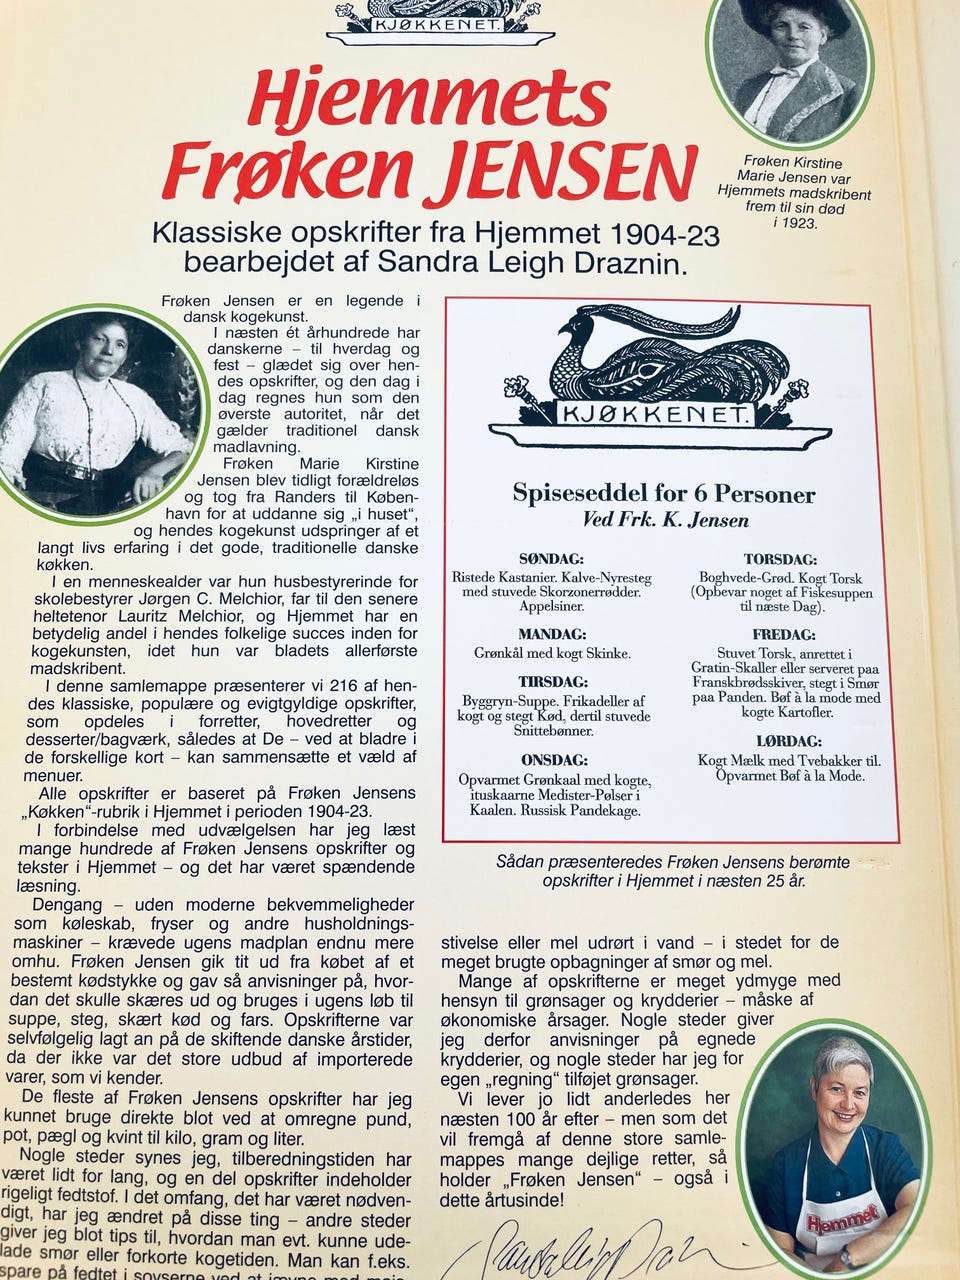 KJØKKENET.
Hjemmets
Frøken JENSEN
Klassiske opskrifter fra Hjemmet 1904-23
bearbejdet af Sandra Leigh Draznin.
Frøken Kirstine
Marie Jensen var
Hjemmets madskribent
frem til sin død
i 1923.
Frøken Jensen er en legende i
dansk kogekunst.
I næsten ét århundrede har
danskerne – til hverdag og
fest – glædet sig over hen-
des opskrifter, og den dag i
dag regnes hun som den
øverste autoritet, når det
gælder traditionel dansk
madlavning.
Frøken Marie Kirstine
Jensen blev tidligt forældreløs
og tog fra Randers til Køben-
havn for at uddanne sig „i huset“,
og hendes kogekunst udspringer af et
langt livs erfaring i det gode, traditionelle danske
køkken.
I en menneskealder var hun husbestyrerinde for
skolebestyrer Jørgen C. Melchior, far til den senere
heltetenor Lauritz Melchior, og Hjemmet har en
betydelig andel i hendes folkelige succes inden for
kogekunsten, idet hun var bladets allerførste
madskribent.
I denne samlemappe præsenterer vi 216 af hen-
des klassiske, populære og evigtgyldige opskrifter,
som opdeles i forretter, hovedretter og
desserter/bagværk, således at De – ved at bladre i
de forskellige kort – kan sammensætte et væld af
menuer.
Alle opskrifter er baseret på Frøken Jensens
„Køkken“-rubrik i Hjemmet i perioden 1904-23.
I forbindelse med udvælgelsen har jeg læst
mange hundrede af Frøken Jensens opskrifter og
tekster i Hjemmet – og det har været spændende
læsning.
Dengang – uden moderne bekvemmeligheder
som køleskab, fryser og andre husholdnings-
maskiner – krævede ugens madplan endnu mere
omhu. Frøken Jensen gik tit ud fra købet af et
bestemt kødstykke og gav så anvisninger på, hvor-
dan det skulle skæres ud og bruges i ugens løb til
suppe, steg, skært kød og fars. Opskrifterne var
selvfølgelig lagt an på de skiftende danske årstider,
da der ikke var det store udbud af importerede
varer, som vi kender.
De fleste af Frøken Jensens opskrifter har jeg
kunnet bruge direkte blot ved at omregne pund,
pot, pægl og kvint til kilo, gram og liter.
Nogle steder synes jeg, tilberedningstiden har
været lidt for lang, og en del opskrifter indeholder
rigeligt fedtstof. I det omfang, det har været nødven-
digt, har jeg ændret på disse ting – andre steder
giver jeg blot tips til, hvordan man evt. kunne ude-
lade smør eller forkorte kogetiden. Man kan f.eks.
spare på fedtet i sovserne ved at jævne med mais-
KJØKKENET.
Spiseseddel for 6 Personer
Ved Frk. K. Jensen
SØNDAG:
Ristede Kastanier. Kalve-Nyresteg
med stuvede Skorzonerrødder.
Appelsiner.
MANDAG:
Grønkål med kogt Skinke.
TIRSDAG:
Byggryn-Suppe. Frikadeller af
kogt og stegt Kød, dertil stuvede
Snittebønner.
ONSDAG:
Opvarmet Grønkaal med kogte,
ituskaarne Medister-Pølser i
Kaalen. Russisk Pandekage.
TORSDAG:
Boghvede-Grød. Kogt Torsk
(Opbevar noget af Fiskesuppen
til næste Dag).
FREDAG:
Stuvet Torsk, anrettet i
Gratin-Skaller eller serveret paa
Franskbrødsskiver, stegt i Smør
paa Panden. Bøf à la mode med
kogte Kartofler.
LØRDAG:
Kogt Mælk med Tvebakker til.
Opvarmet Bøf à la Mode.
Sådan præsenteredes Frøken Jensens berømte
opskrifter i Hjemmet i næsten 25 år.
stivelse eller mel udrørt i vand – i stedet for de
meget brugte opbagninger af smør og mel.
Mange af opskrifterne er meget ydmyge med
hensyn til grønsager og krydderier – måske af
økonomiske årsager. Nogle steder giver
jeg derfor anvisninger på egnede
krydderier, og nogle steder har jeg for
egen „regning“ tilføjet grønsager.
Vi lever jo lidt anderledes her
næsten 100 år efter – men som det
vil fremgå af denne store samle-
mappes mange dejlige retter, så
holder „Frøken Jensen“ – også i
dette årtusinde!
Sandra Leigh Draznin
Hjemmet